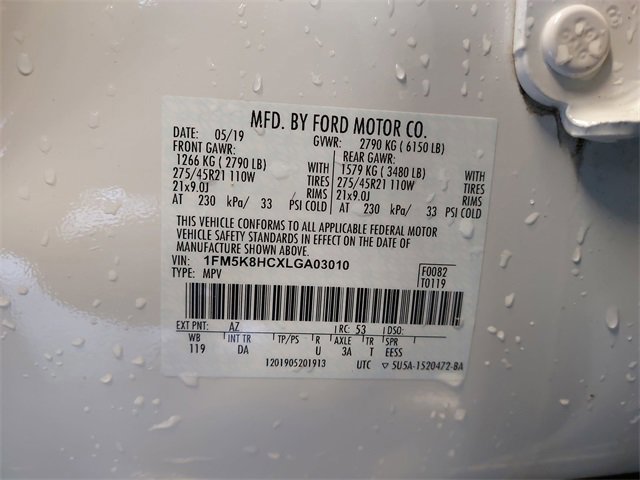 MFD. BY FORD MOTOR CO.
DATE: 05/19 GVWR: 2790 KG ( 6150 LB)
FRONT GAWR: REAR GAWR:
1266 KG ( 2790 LB) WITH 1579 KG ( 3480 LB) WITH
275/45R21 110W TIRES 275/45R21 110W TIRES
21x9.0J RIMS 21x9.0J RIMS
AT 230 kPa/ 33 PSI COLD AT 230 kPa/ 33 PSI COLD
THIS VEHICLE CONFORMS TO ALL APPLICABLE FEDERAL MOTOR
VEHICLE SAFETY STANDARDS IN EFFECT ON THE DATE OF
MANUFACTURE SHOWN ABOVE.
VIN: 1FM5K8HCXLGA03010
TYPE: MPV
F0082
T0119
EXT PNT: AZ RC: 53 DSO:
WB INT TR TP/PS R AXLE TR SPR
119 DA U 3A T EESS
1201905201913 UTC ▽ 5U5A-1520472-BA